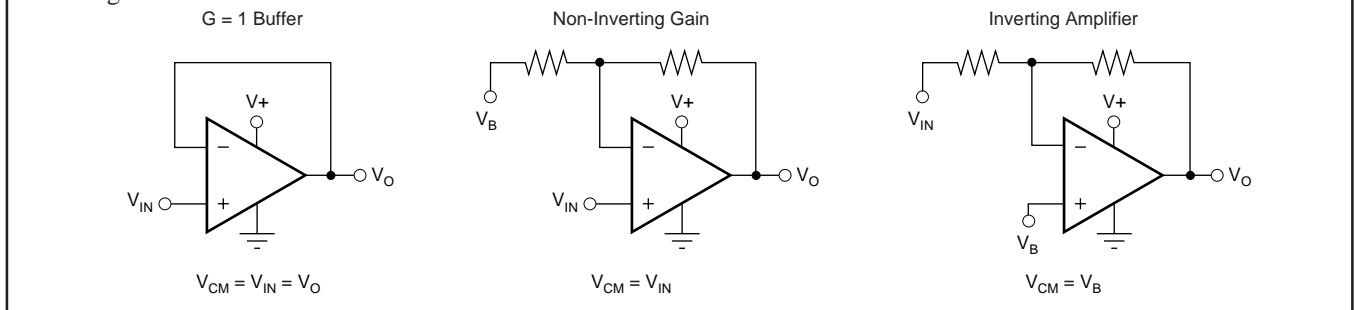 G = 1 Buffer
V+
−
+
V_IN
V_O
V_CM = V_IN = V_O
Non-Inverting Gain
V_B
V+
−
+
V_IN
V_O
V_CM = V_IN
Inverting Amplifier
V_IN
V+
−
+
V_B
V_O
V_CM = V_B